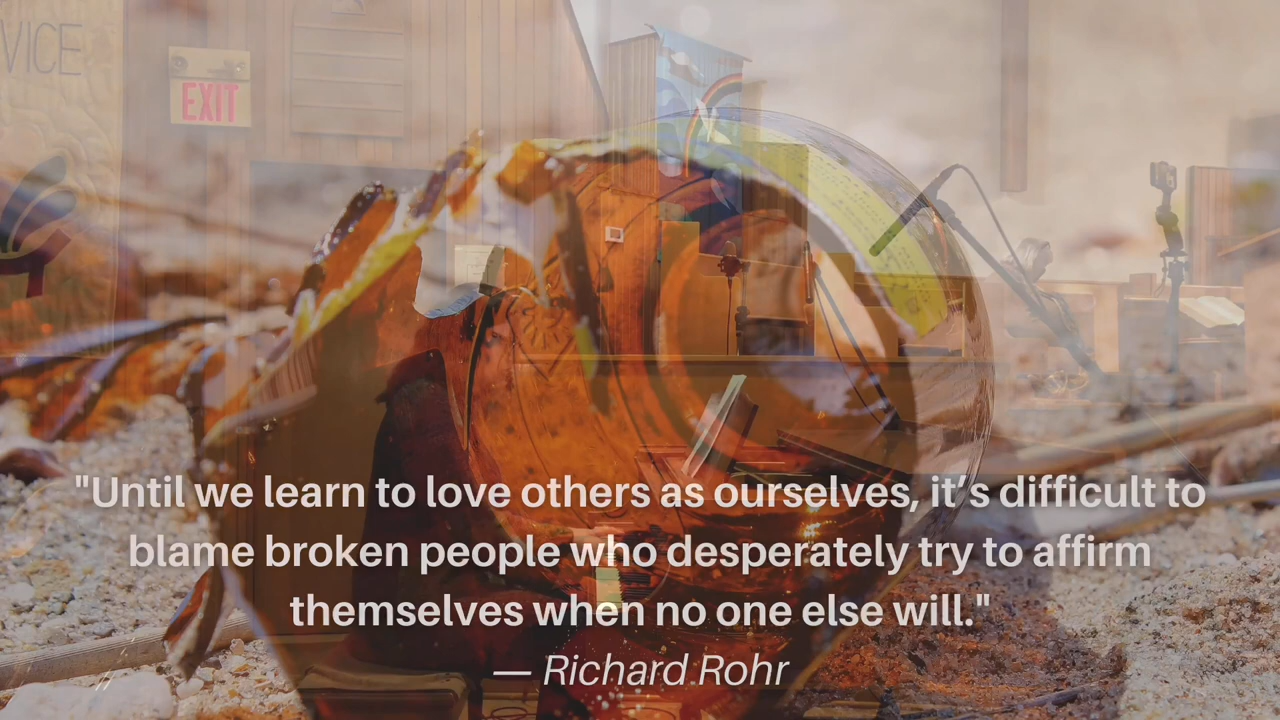 VICE
EXIT
"Until we learn to love others as ourselves, it’s difficult to
blame broken people who desperately try to affirm
themselves when no one else will."
— Richard Rohr